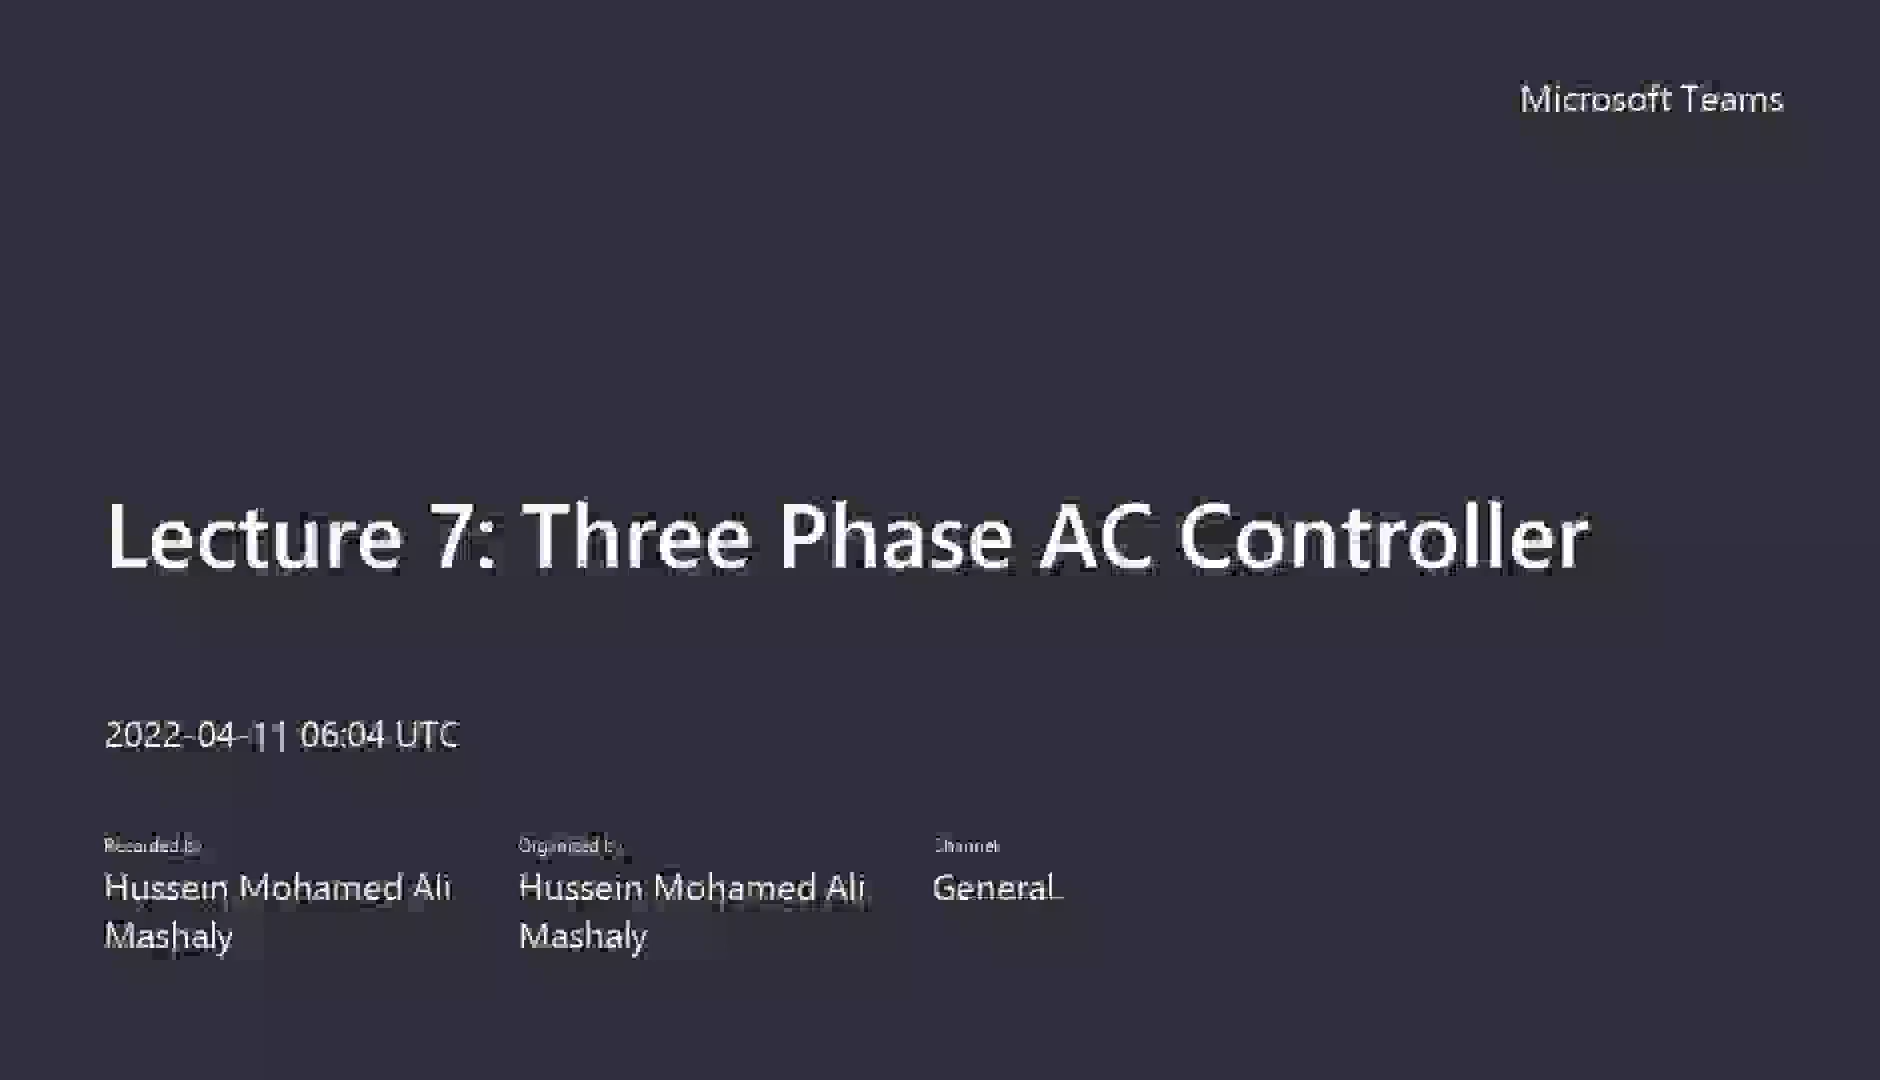 Microsoft Teams
Lecture 7: Three Phase AC Controller
2022-04-11 06:04 UTC
Recorded by
Organized by
Channel
Hussein Mohamed Ali
Mashaly
Hussein Mohamed Ali
Mashaly
General